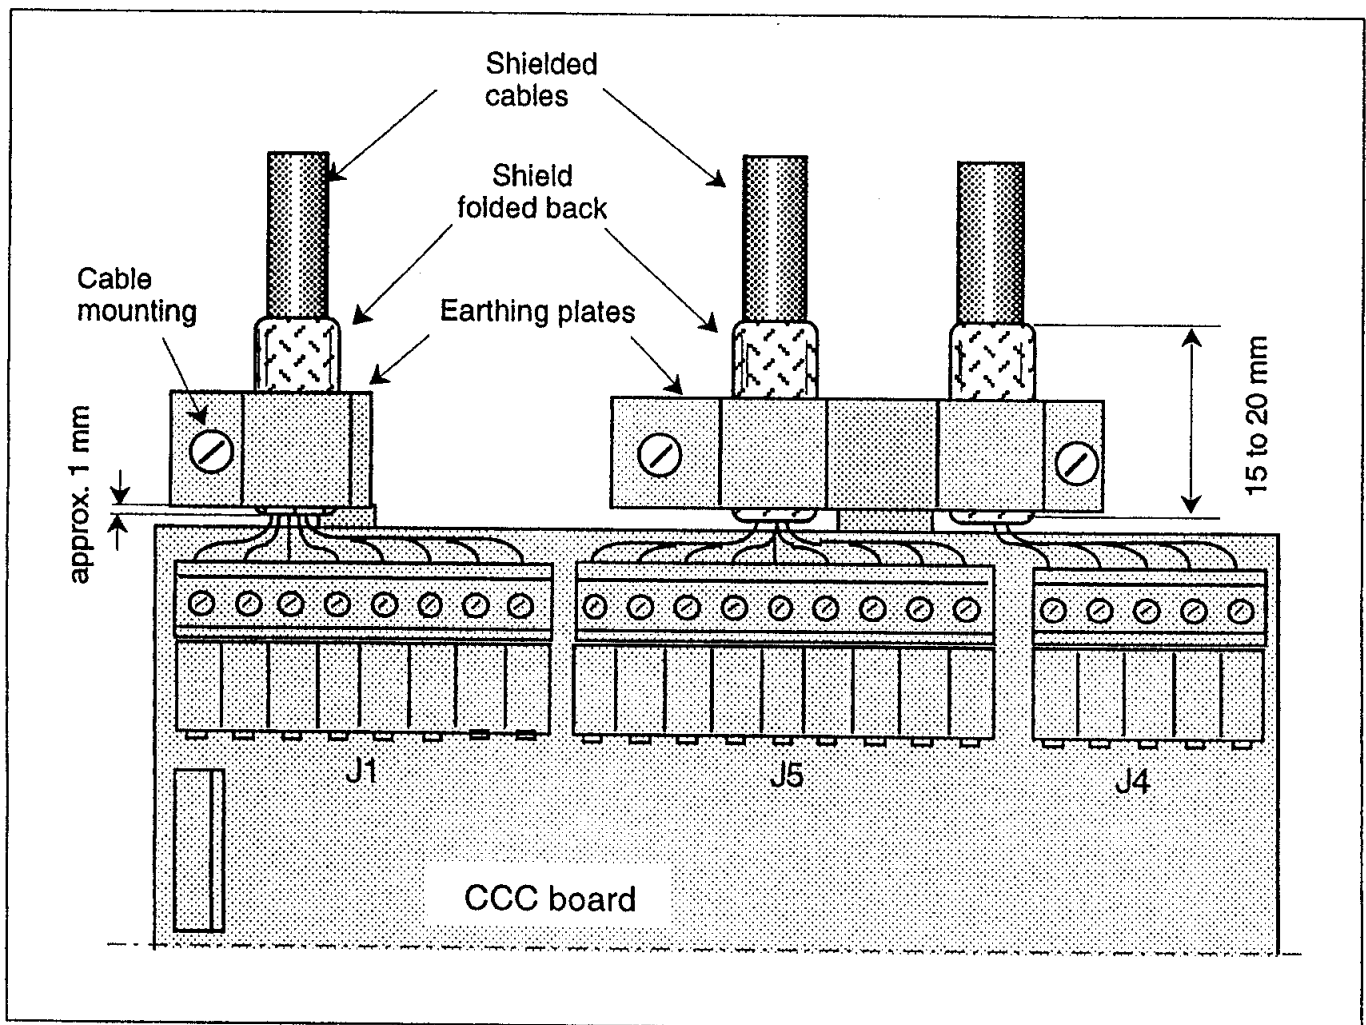 Shielded
cables
Shield
folded back
Cable
mounting
Earthing plates
approx. 1 mm
15 to 20 mm
J1
J5
J4
CCC board